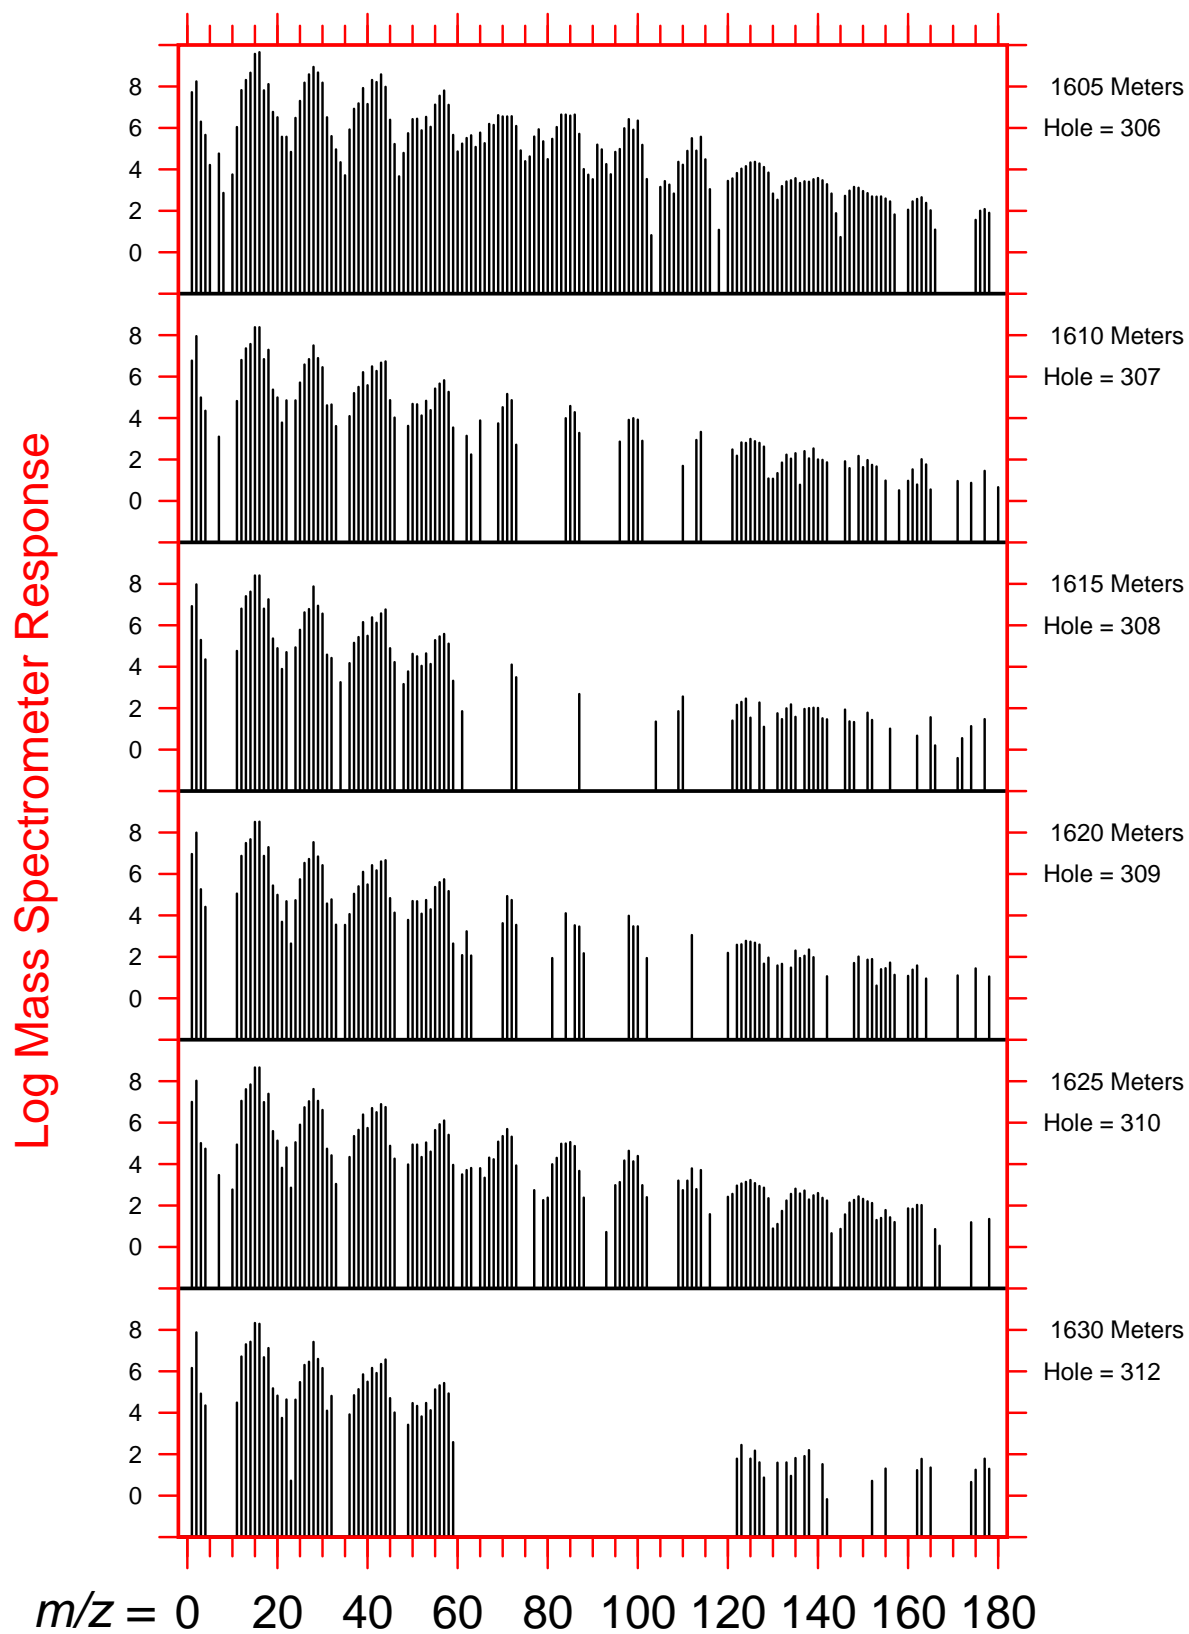 Log Mass Spectrometer Response
8
6
4
2
0
1605 Meters
Hole = 306
8
6
4
2
0
1610 Meters
Hole = 307
8
6
4
2
0
1615 Meters
Hole = 308
8
6
4
2
0
1620 Meters
Hole = 309
8
6
4
2
0
1625 Meters
Hole = 310
8
6
4
2
0
1630 Meters
Hole = 312
m/z = 0 20 40 60 80 100 120 140 160 180